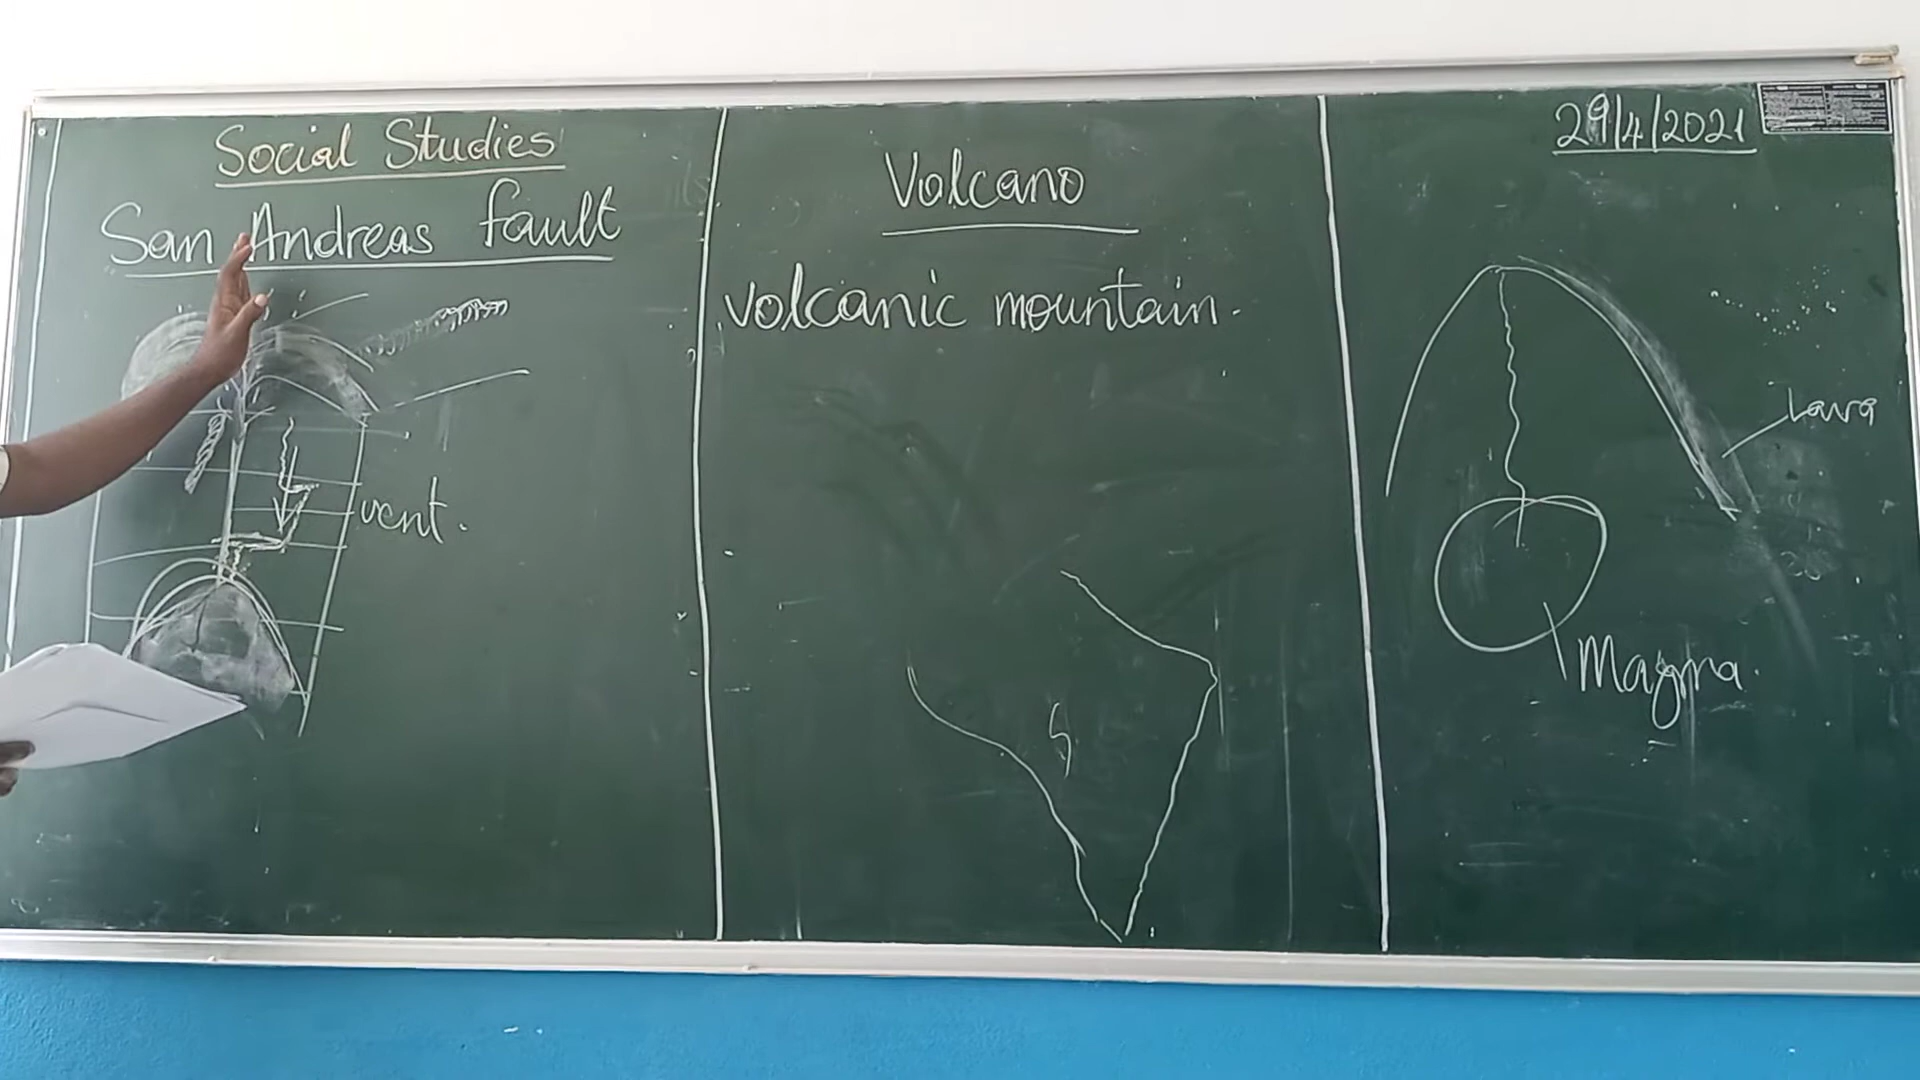 Social Studies
San Andreas fault
vent.
Volcano
volcanic mountain.
29/4/2021
Lava
Magma.